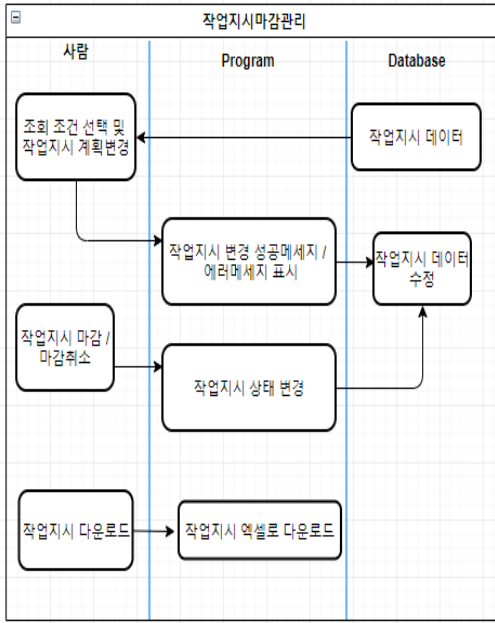 작업지시마감관리
사람
Program
Database
조회 조건 선택 및
작업지시 계획변경
작업지시 데이터
작업지시 변경 성공메세지 /
에러메세지 표시
작업지시 데이터
수정
작업지시 마감 /
마감취소
작업지시 상태 변경
작업지시 다운로드
작업지시 엑셀로 다운로드